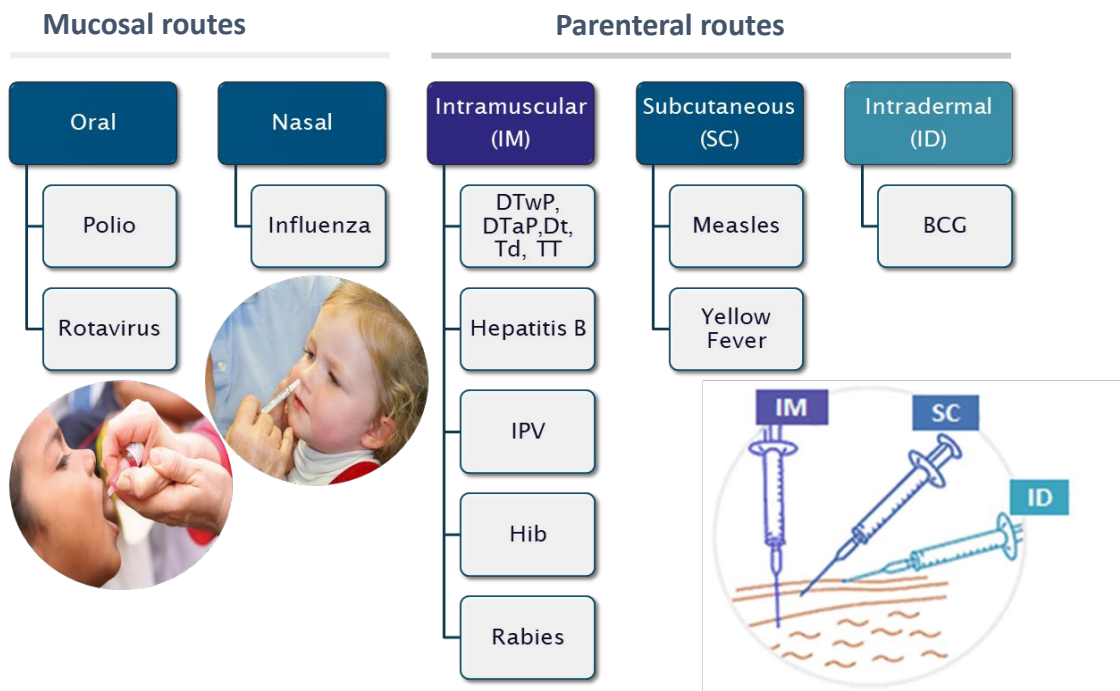 Mucosal routes
Parenteral routes
Oral
Nasal
Intramuscular
(IM)
Subcutaneous
(SC)
Intradermal
(ID)
Polio
Influenza
DTwP,
DTaP,Dt,
Td, TT
Measles
BCG
Rotavirus
Hepatitis B
Yellow
Fever
IPV
Hib
Rabies
IM
SC
ID